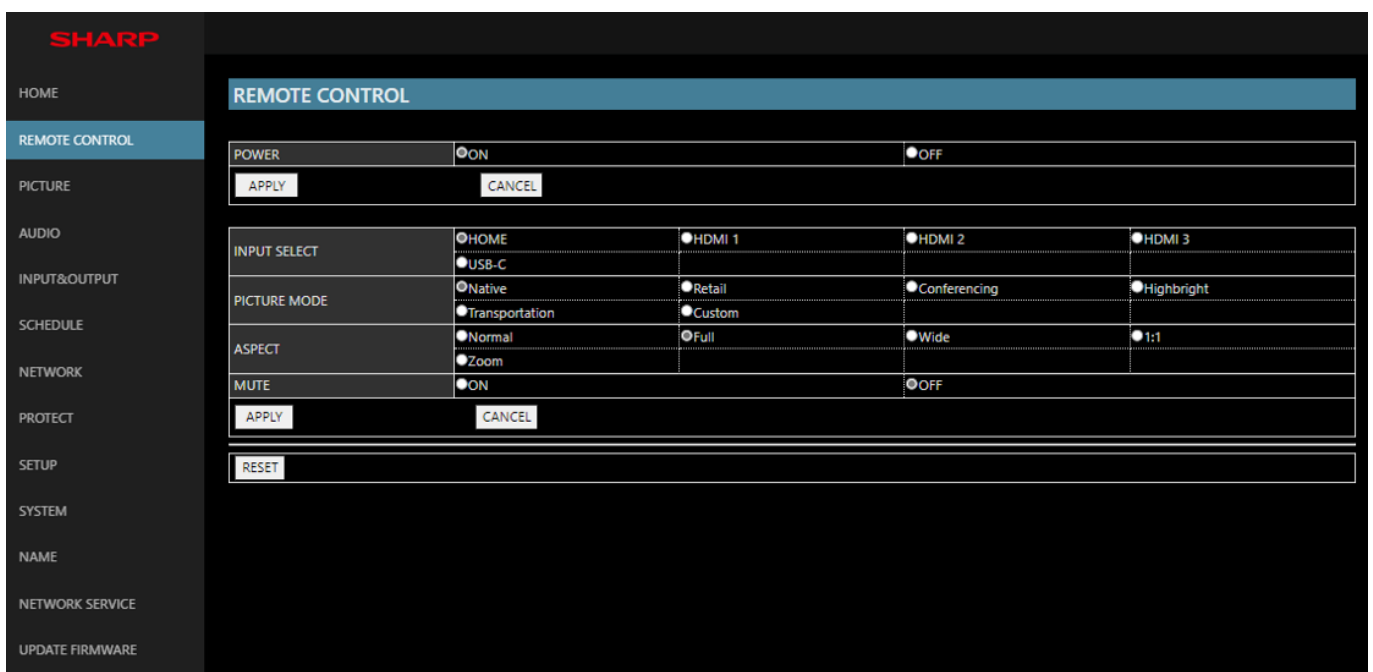 SHARP
HOME
REMOTE CONTROL
PICTURE
AUDIO
INPUT&OUTPUT
SCHEDULE
NETWORK
PROTECT
SETUP
SYSTEM
NAME
NETWORK SERVICE
UPDATE FIRMWARE
REMOTE CONTROL
POWER ON OFF
APPLY CANCEL
INPUT SELECT HOME HDMI 1 HDMI 2 HDMI 3
USB-C
PICTURE MODE Native Retail Conferencing Highbright
Transportation Custom
ASPECT Normal Full Wide 1:1
Zoom
MUTE ON OFF
APPLY CANCEL
RESET